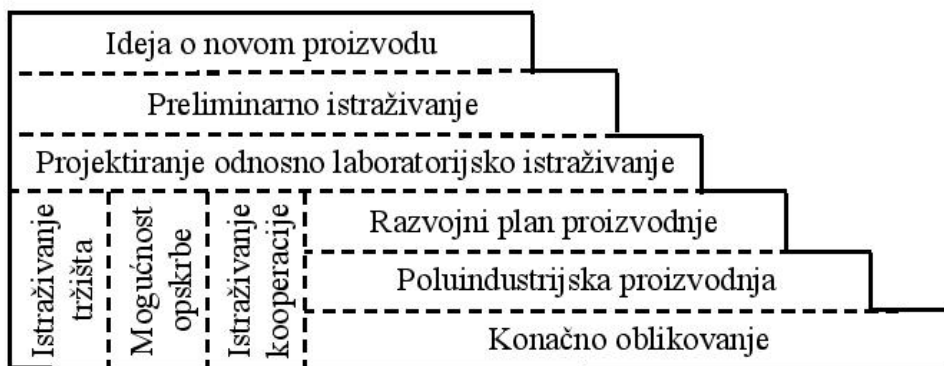 Ideja o novom proizvodu
Preliminarno istraživanje
Projektiranje odnosno laboratorijsko istraživanje
Istraživanje
tržišta
Mogućnost
opskrbe
Istraživanje
kooperacije
Razvojni plan proizvodnje
Poluindustrijska proizvodnja
Konačno oblikovanje